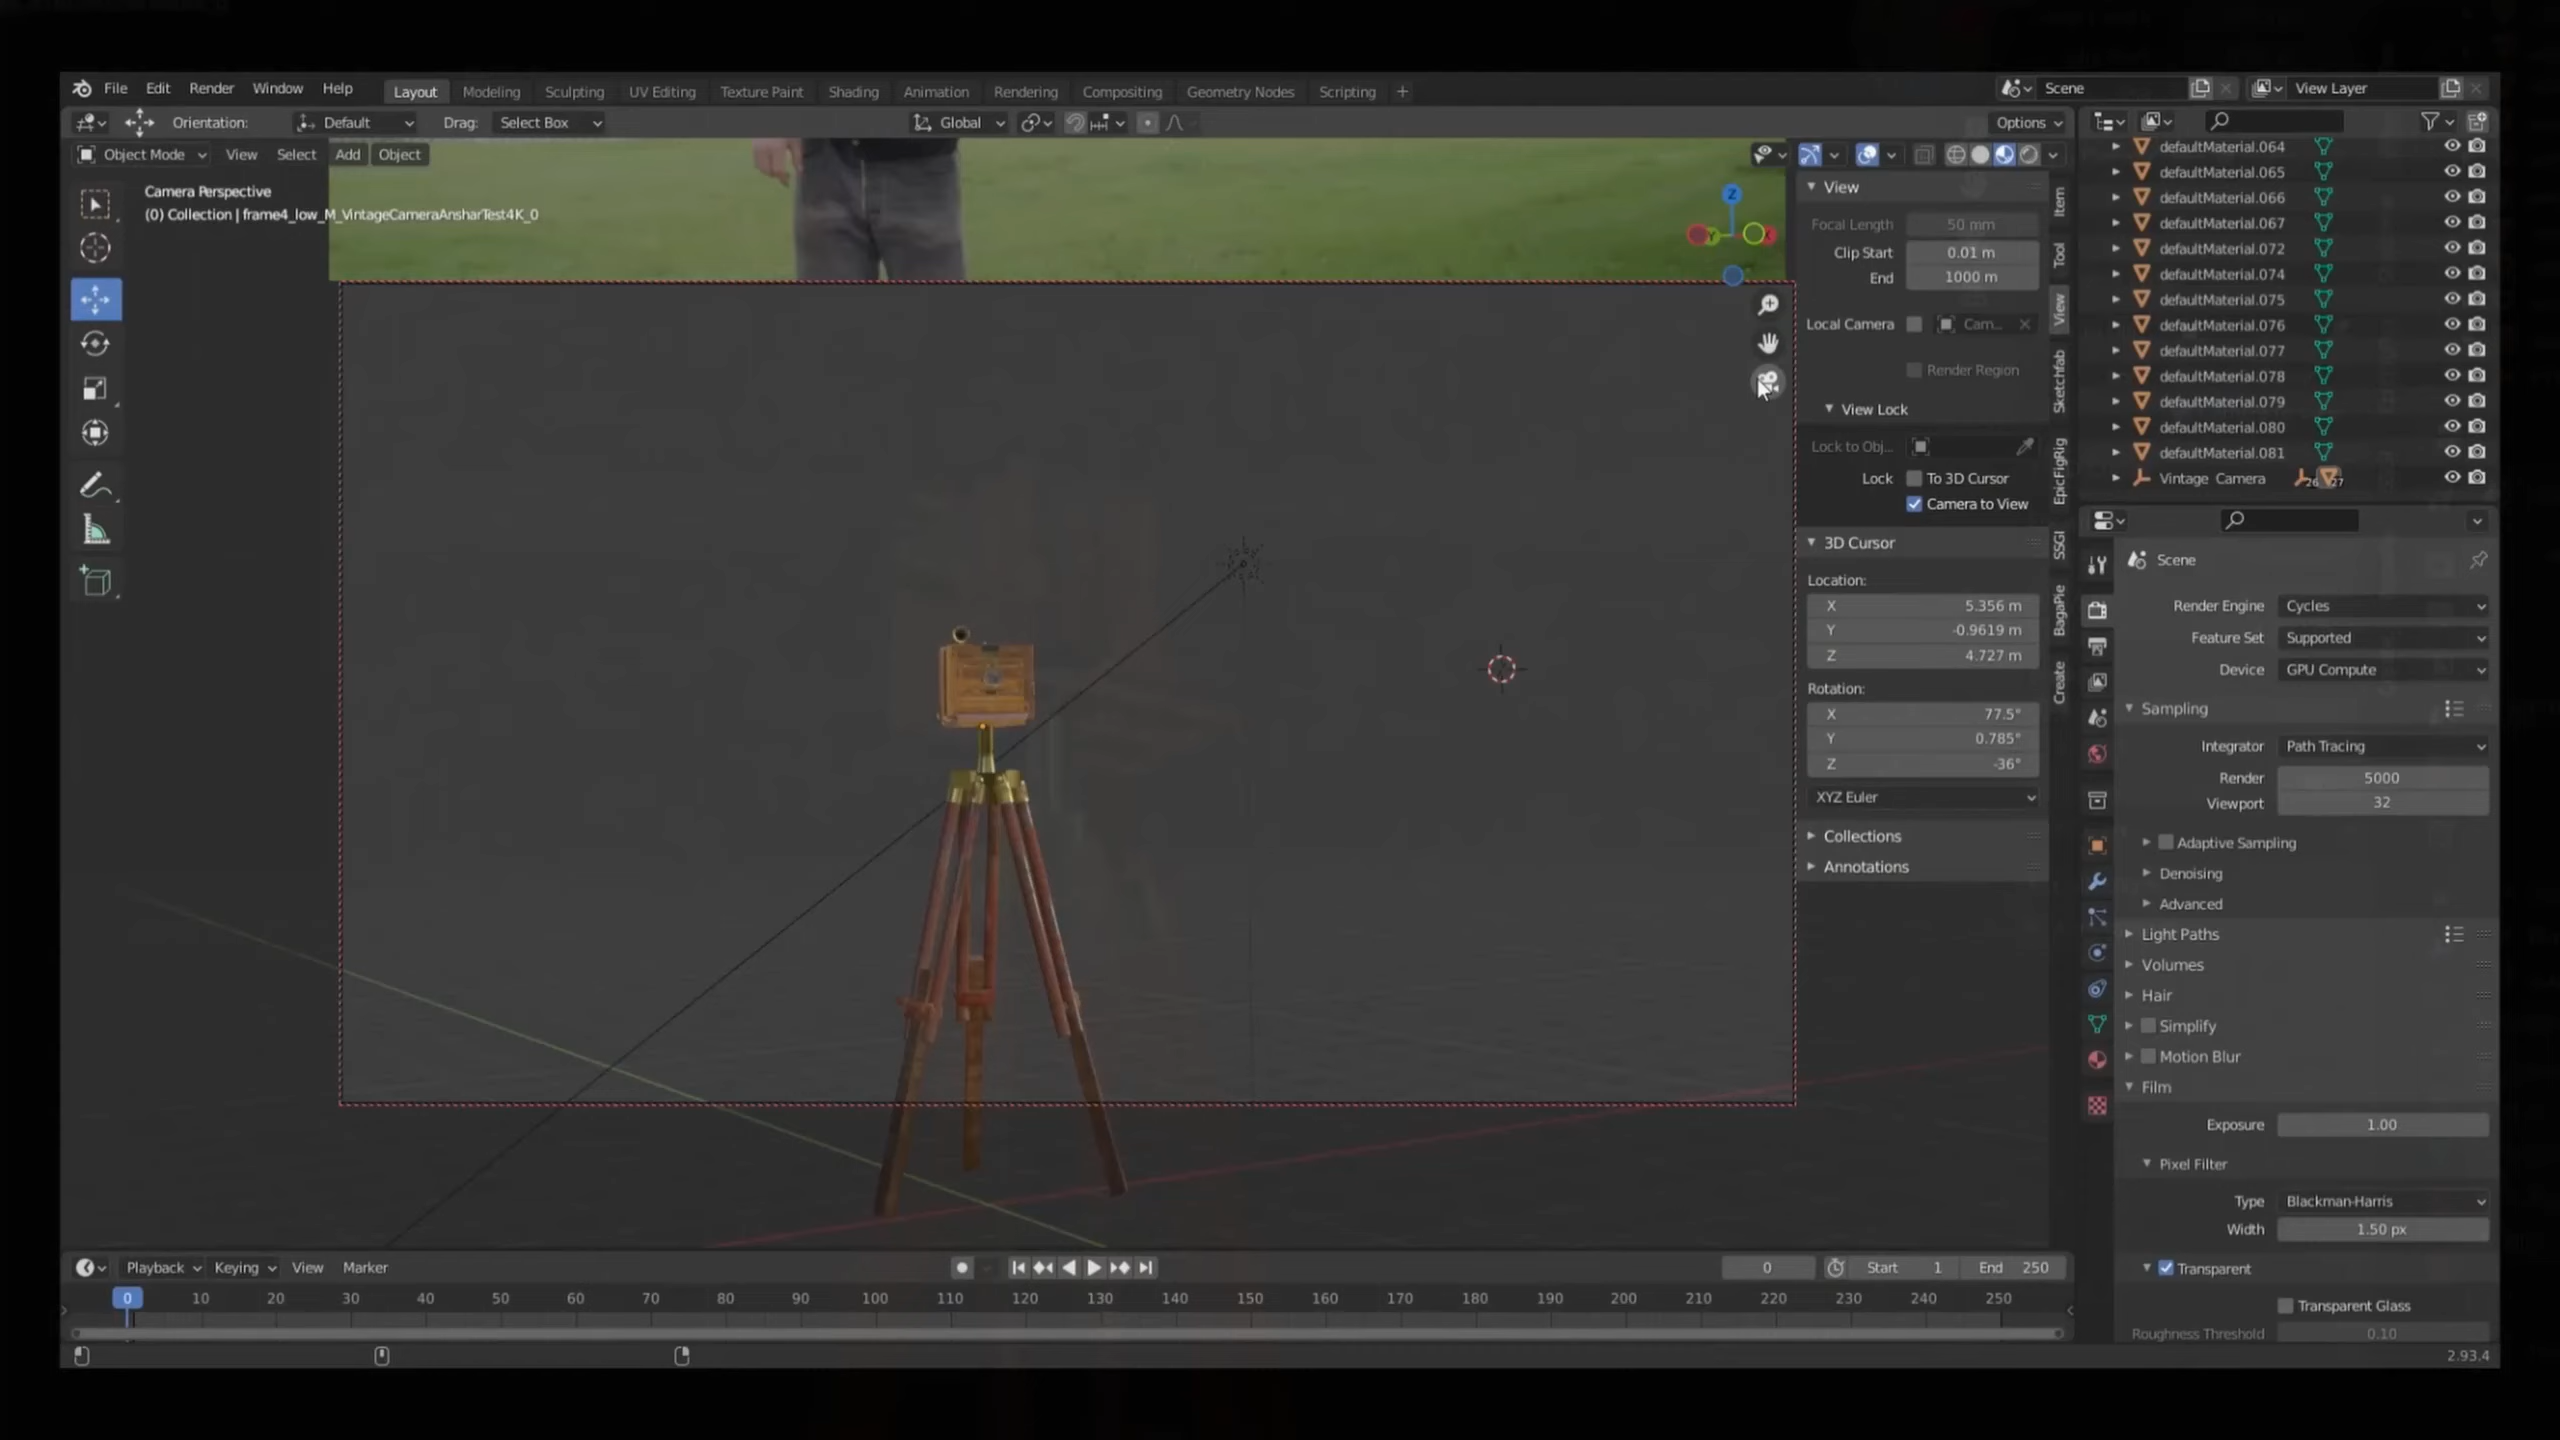 File Edit Render Window Help Layout Modeling Sculpting UV Editing Texture Paint Shading Animation Rendering Compositing Geometry Nodes Scripting + Scene View Layer
Orientation: Default Drag: Select Box Global Options
Object Mode View Select Add Object
Camera Perspective
(0) Collection | frame4_low_M_VintageCameraAnsharTest4K_0
Z
Y
X
View
Focal Length 50 mm
Clip Start 0.01 m
End 1000 m
Local Camera Cam...
Render Region
View Lock
Lock to Obj...
Lock To 3D Cursor
Camera to View
3D Cursor
Location:
X 5.356 m
Y -0.9619 m
Z 4.727 m
Rotation:
X 77.5°
Y 0.785°
Z -36°
XYZ Euler
Collections
Annotations
Item
Tool
View
Sketchfab
EpicFigRig
SSGI
BagaPie
Create
defaultMaterial.064
defaultMaterial.065
defaultMaterial.066
defaultMaterial.067
defaultMaterial.072
defaultMaterial.074
defaultMaterial.075
defaultMaterial.076
defaultMaterial.077
defaultMaterial.078
defaultMaterial.079
defaultMaterial.080
defaultMaterial.081
Vintage Camera 26 27
Scene
Render Engine Cycles
Feature Set Supported
Device GPU Compute
Sampling
Integrator Path Tracing
Render 5000
Viewport 32
Adaptive Sampling
Denoising
Advanced
Light Paths
Volumes
Hair
Simplify
Motion Blur
Film
Exposure 1.00
Pixel Filter
Type Blackman-Harris
Width 1.50 px
Transparent
Transparent Glass
Roughness Threshold 0.10
Playback Keying View Marker 0 Start 1 End 250
0 10 20 30 40 50 60 70 80 90 100 110 120 130 140 150 160 170 180 190 200 210 220 230 240 250
2.93.4